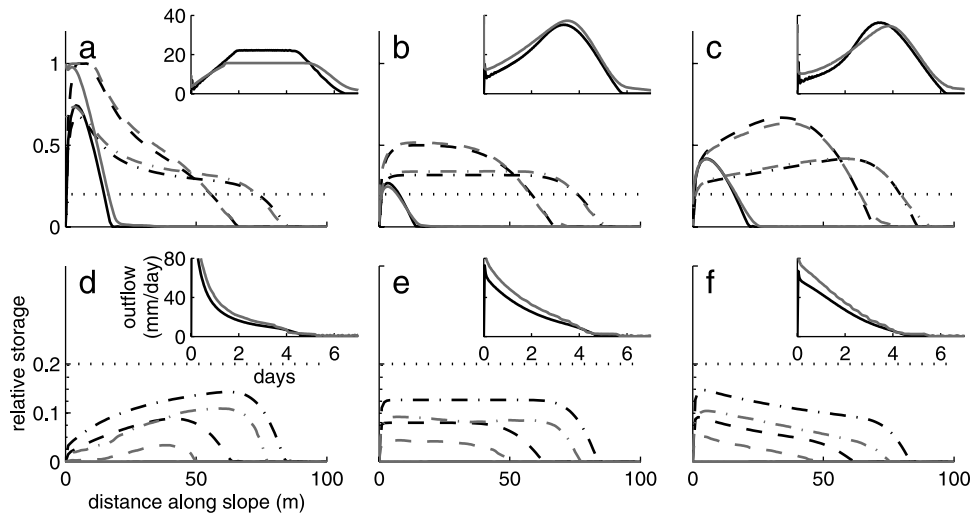 a
b
c
40
20
0
1
0.5
0
d
e
f
80
40
0
outflow
(mm/day)
0 2 4 6
0 2 4 6
0 2 4 6
days
relative storage
0.2
0.1
0
0 50 100
0 50 100
0 50 100
distance along slope (m)